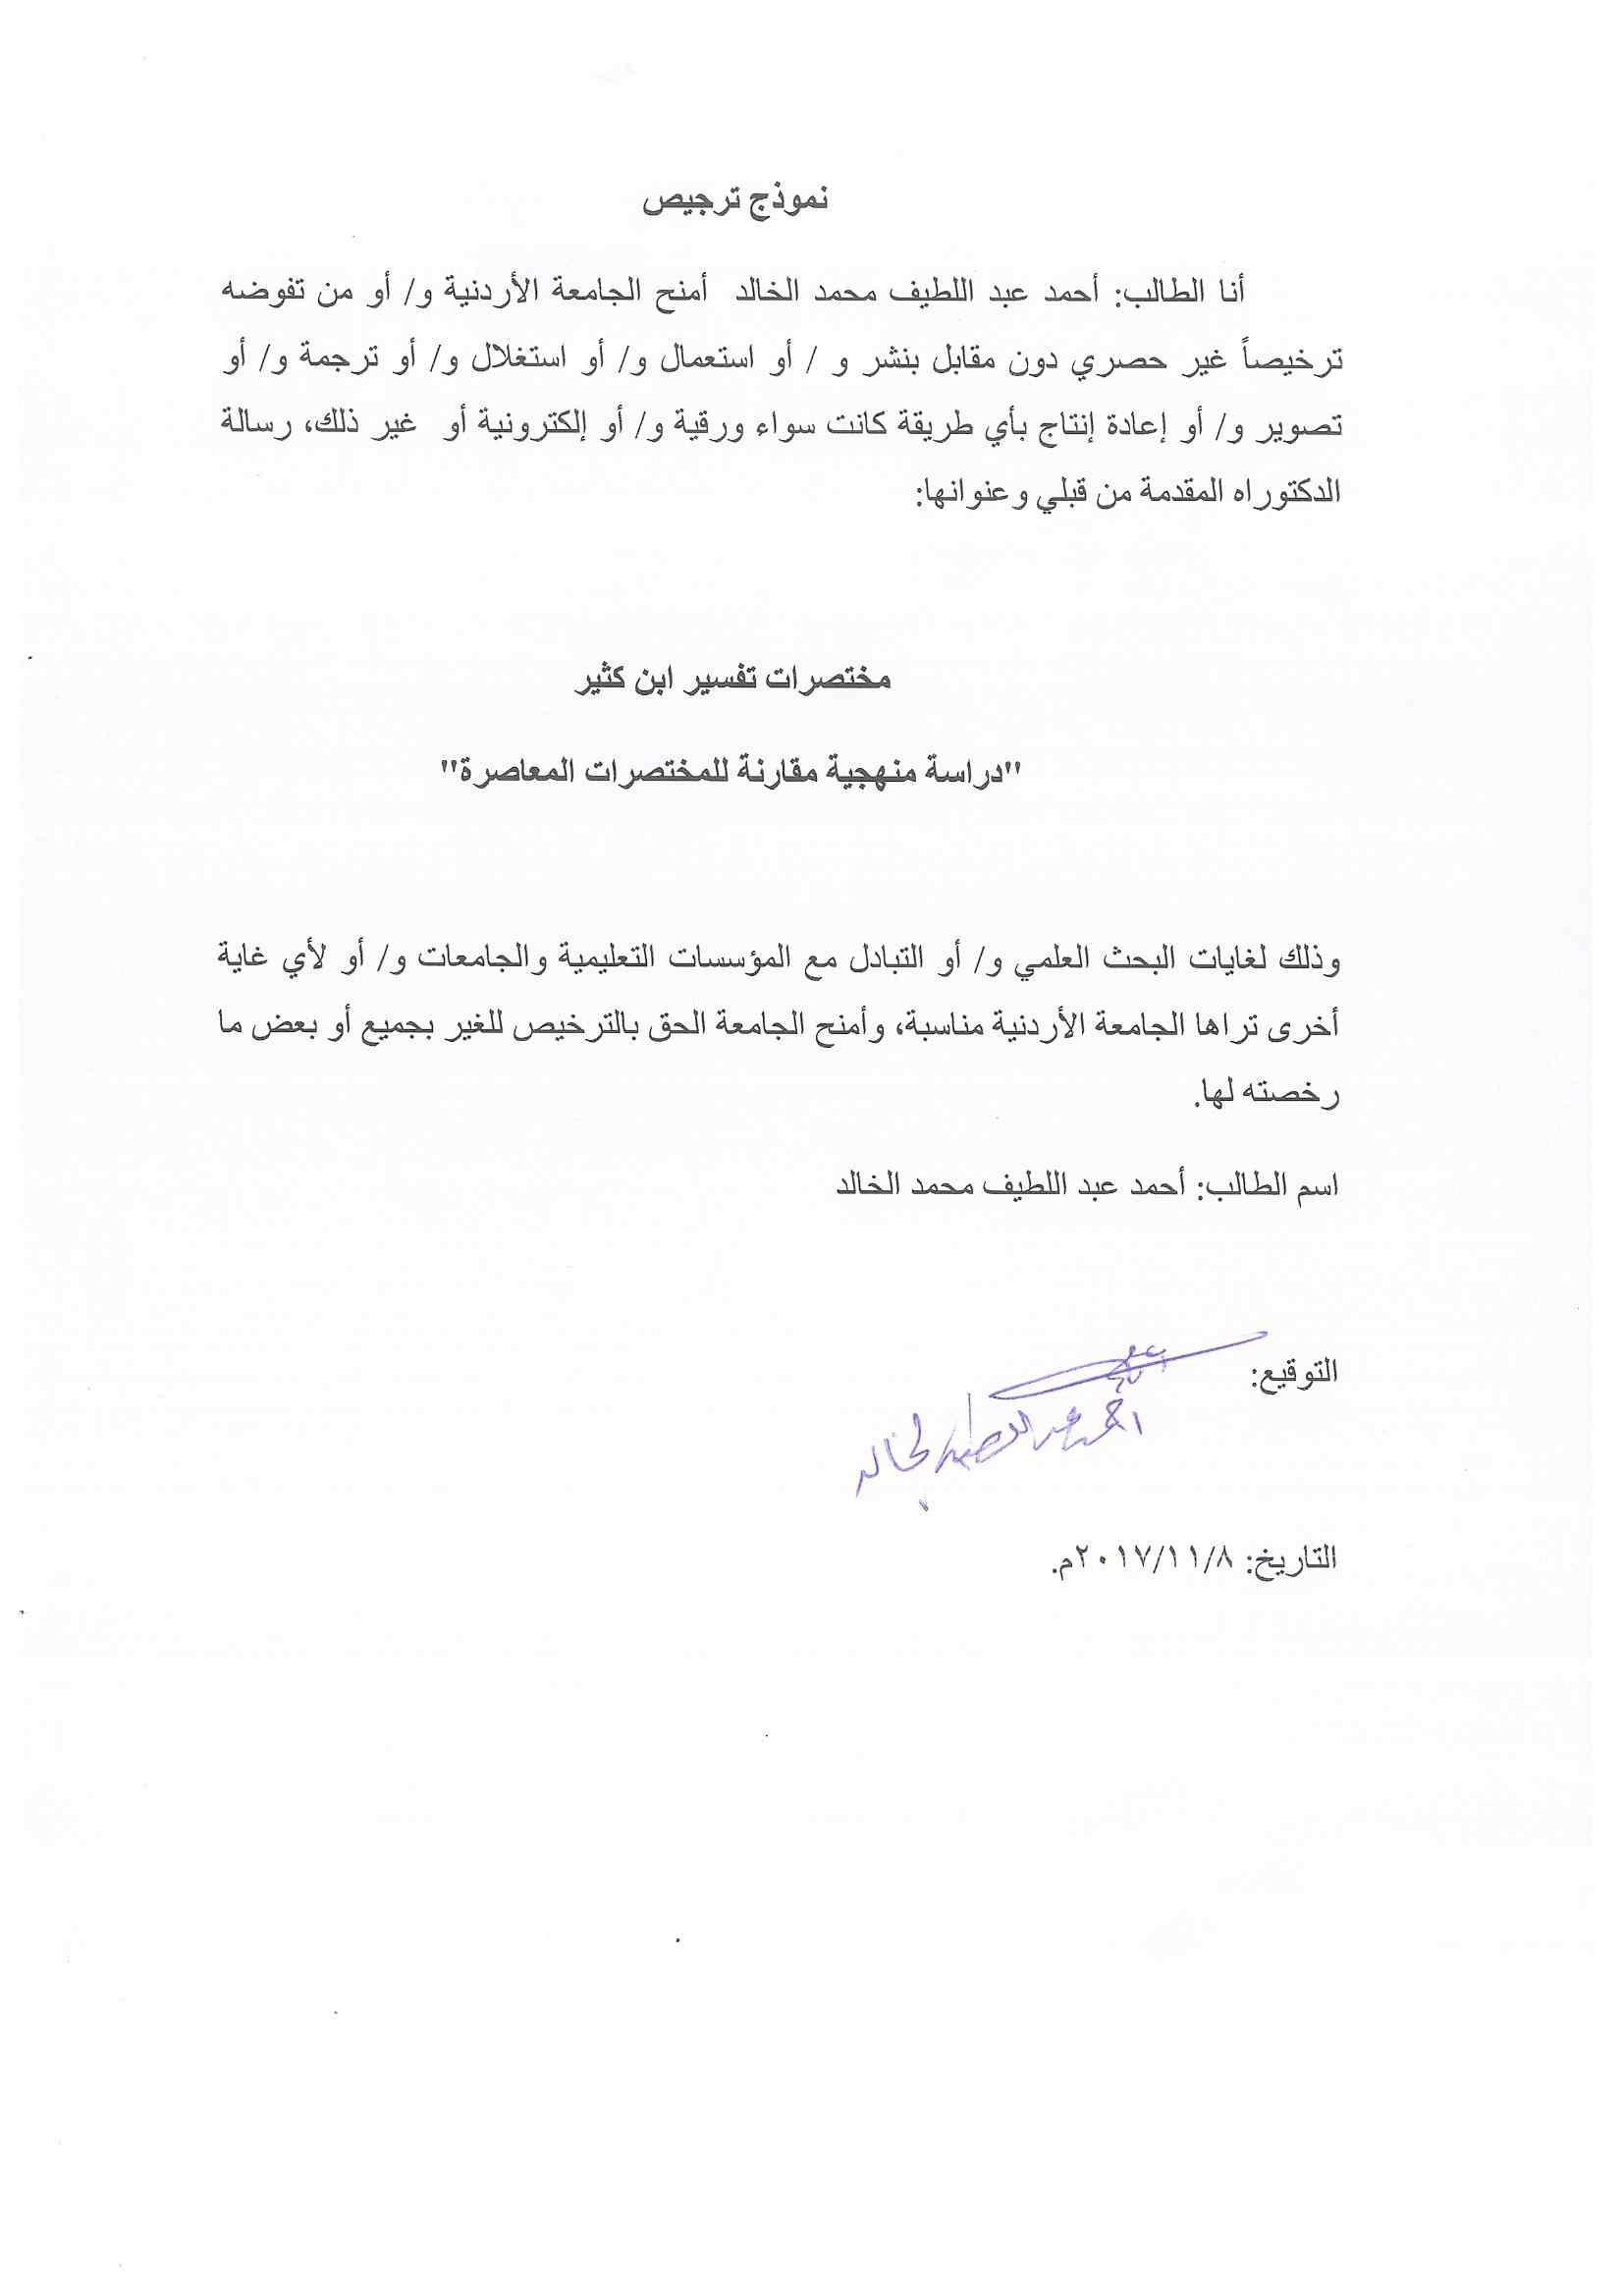 نموذج ترجيص
أنا الطالب: أحمد عبد اللطيف محمد الخالد أمنح الجامعة الأردنية و/ أو من تفوضه
ترخيصاً غير حصري دون مقابل بنشر و / أو استعمال و/ أو استغلال و/ أو ترجمة و/ أو
تصوير و/ أو إعادة إنتاج بأي طريقة كانت سواء ورقية و/ أو إلكترونية أو غير ذلك، رسالة
الدكتوراه المقدمة من قبلي وعنوانها:
مختصرات تفسير ابن كثير
"دراسة منهجية مقارنة للمختصرات المعاصرة"
وذلك لغايات البحث العلمي و/ أو التبادل مع المؤسسات التعليمية والجامعات و/ أو لأي غاية
أخرى تراها الجامعة الأردنية مناسبة، وأمنح الجامعة الحق بالترخيص للغير بجميع أو بعض ما
رخصته لها.
اسم الطالب: أحمد عبد اللطيف محمد الخالد
التوقيع:
احمد عبد اللطيف الخالد
التاريخ: ٢٠١٧/١١/٨م.